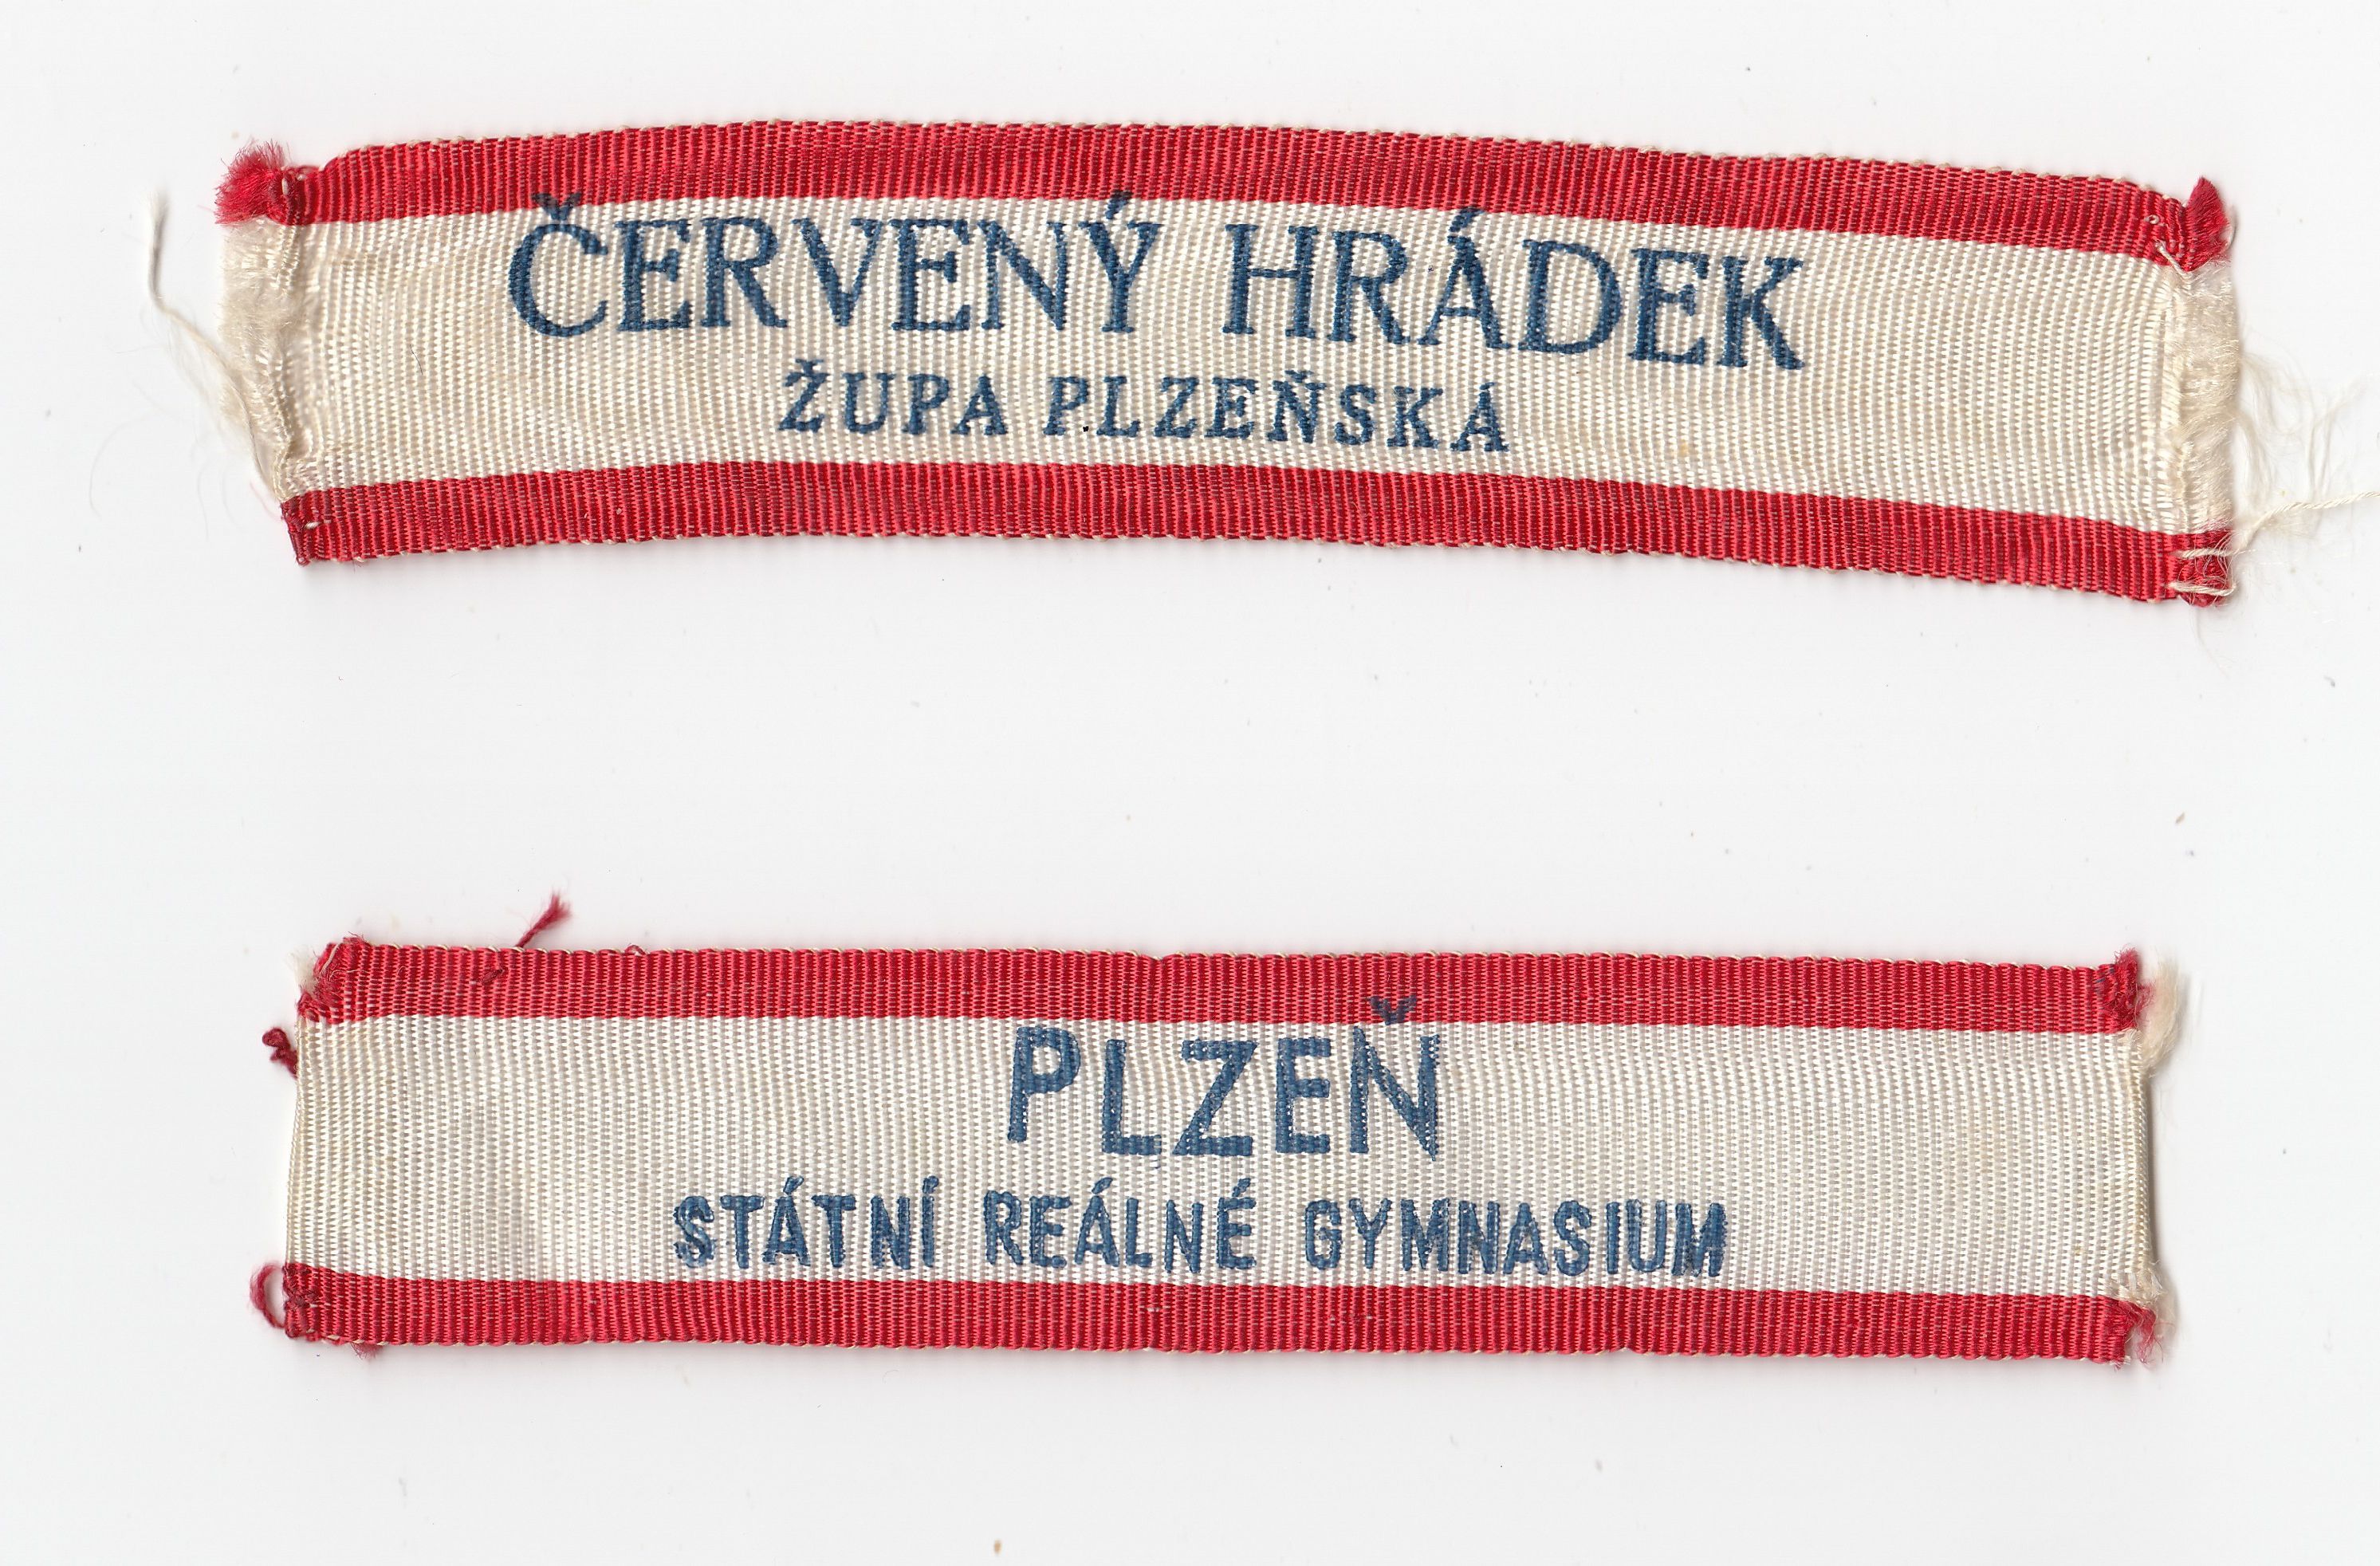 ČERVENÝ HRÁDEK
ŽUPA PLZEŇSKÁ
PLZEŇ
STÁTNÍ REÁLNÉ GYMNASIUM